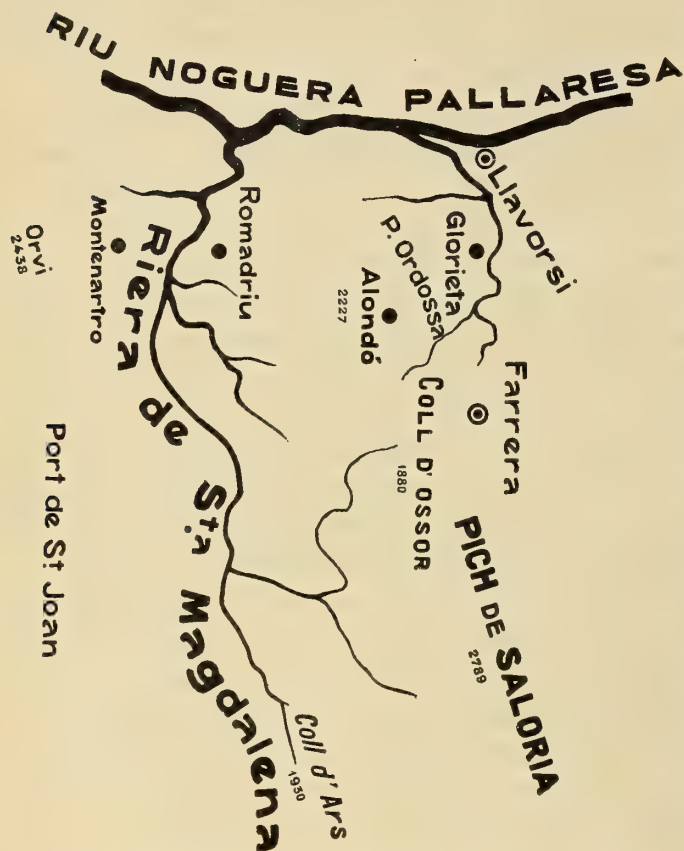 RIU NOGUERA PALLARESA
Llavorsi
Glorieta
P. Ordossa
Alondó
2227
Romadriu
Montenartro
Orvi
2438
Farrera
COLL D'OSSOR
1880
PICH DE SALORIA
2789
Riera de Sta Magdalena
Port de St Joan
Coll d'Ars
1930